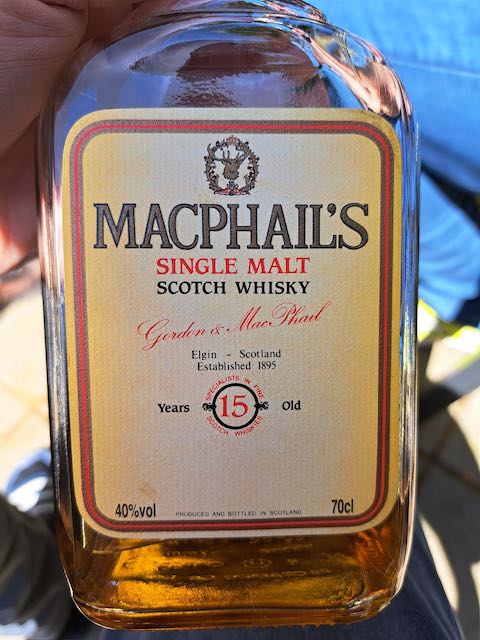 MACPHAIL'S
SINGLE MALT
SCOTCH WHISKY
Gordon & MacPhail
Elgin - Scotland
Established 1895
SPECIALISTS IN FINE
Years 15 Old
SCOTCH WHISKIES
40%vol PRODUCED AND BOTTLED IN SCOTLAND 70cl